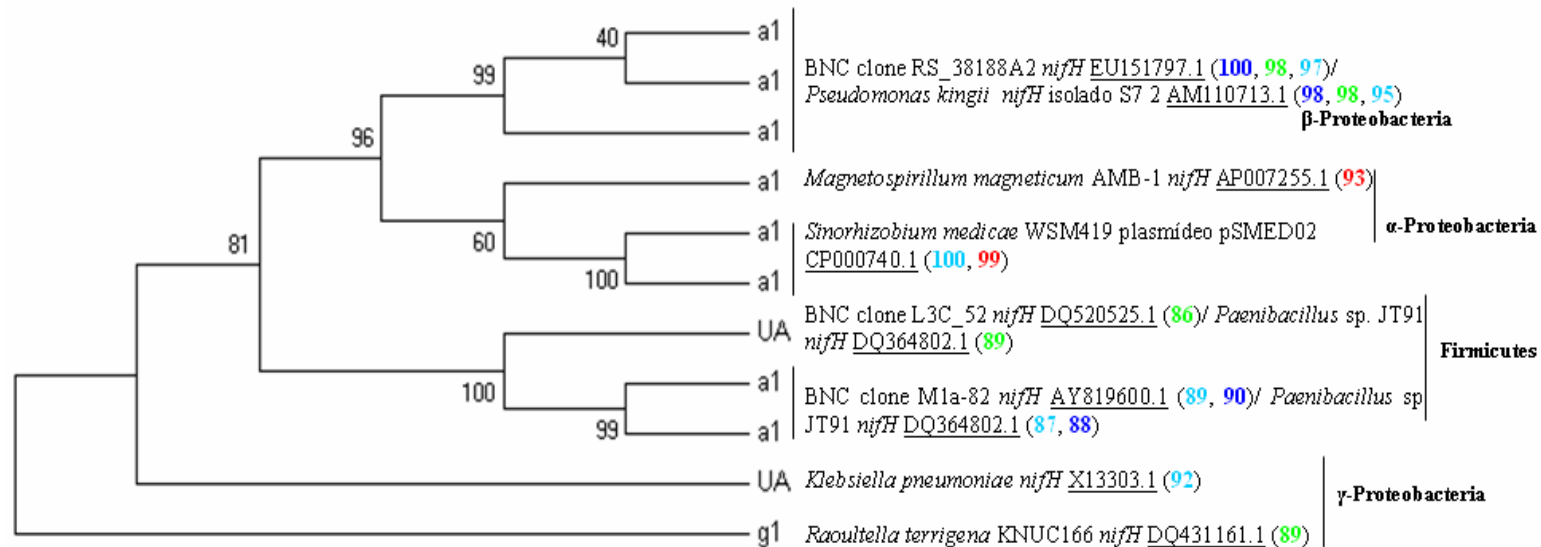 40
a1
99
a1
BNC clone RS_38188A2 nifH EU151797.1 (100, 98, 97)/
Pseudomonas kingii nifH isolado S7 2 AM110713.1 (98, 98, 95)
β-Proteobacteria
96
a1
a1
Magnetospirillum magneticum AMB-1 nifH AP007255.1 (93)
α-Proteobacteria
81
60
a1
Sinorhizobium medicae WSM419 plasmídeo pSMED02
CP000740.1 (100, 99)
100
a1
UA
BNC clone L3C_52 nifH DQ520525.1 (86)/ Paenibacillus sp. JT91
nifH DQ364802.1 (89)
Firmicutes
100
a1
BNC clone M1a-82 nifH AY819600.1 (89, 90)/ Paenibacillus sp
JT91 nifH DQ364802.1 (87, 88)
99
a1
UA
Klebsiella pneumoniae nifH X13303.1 (92)
γ-Proteobacteria
g1
Raoultella terrigena KNUC166 nifH DQ431161.1 (89)